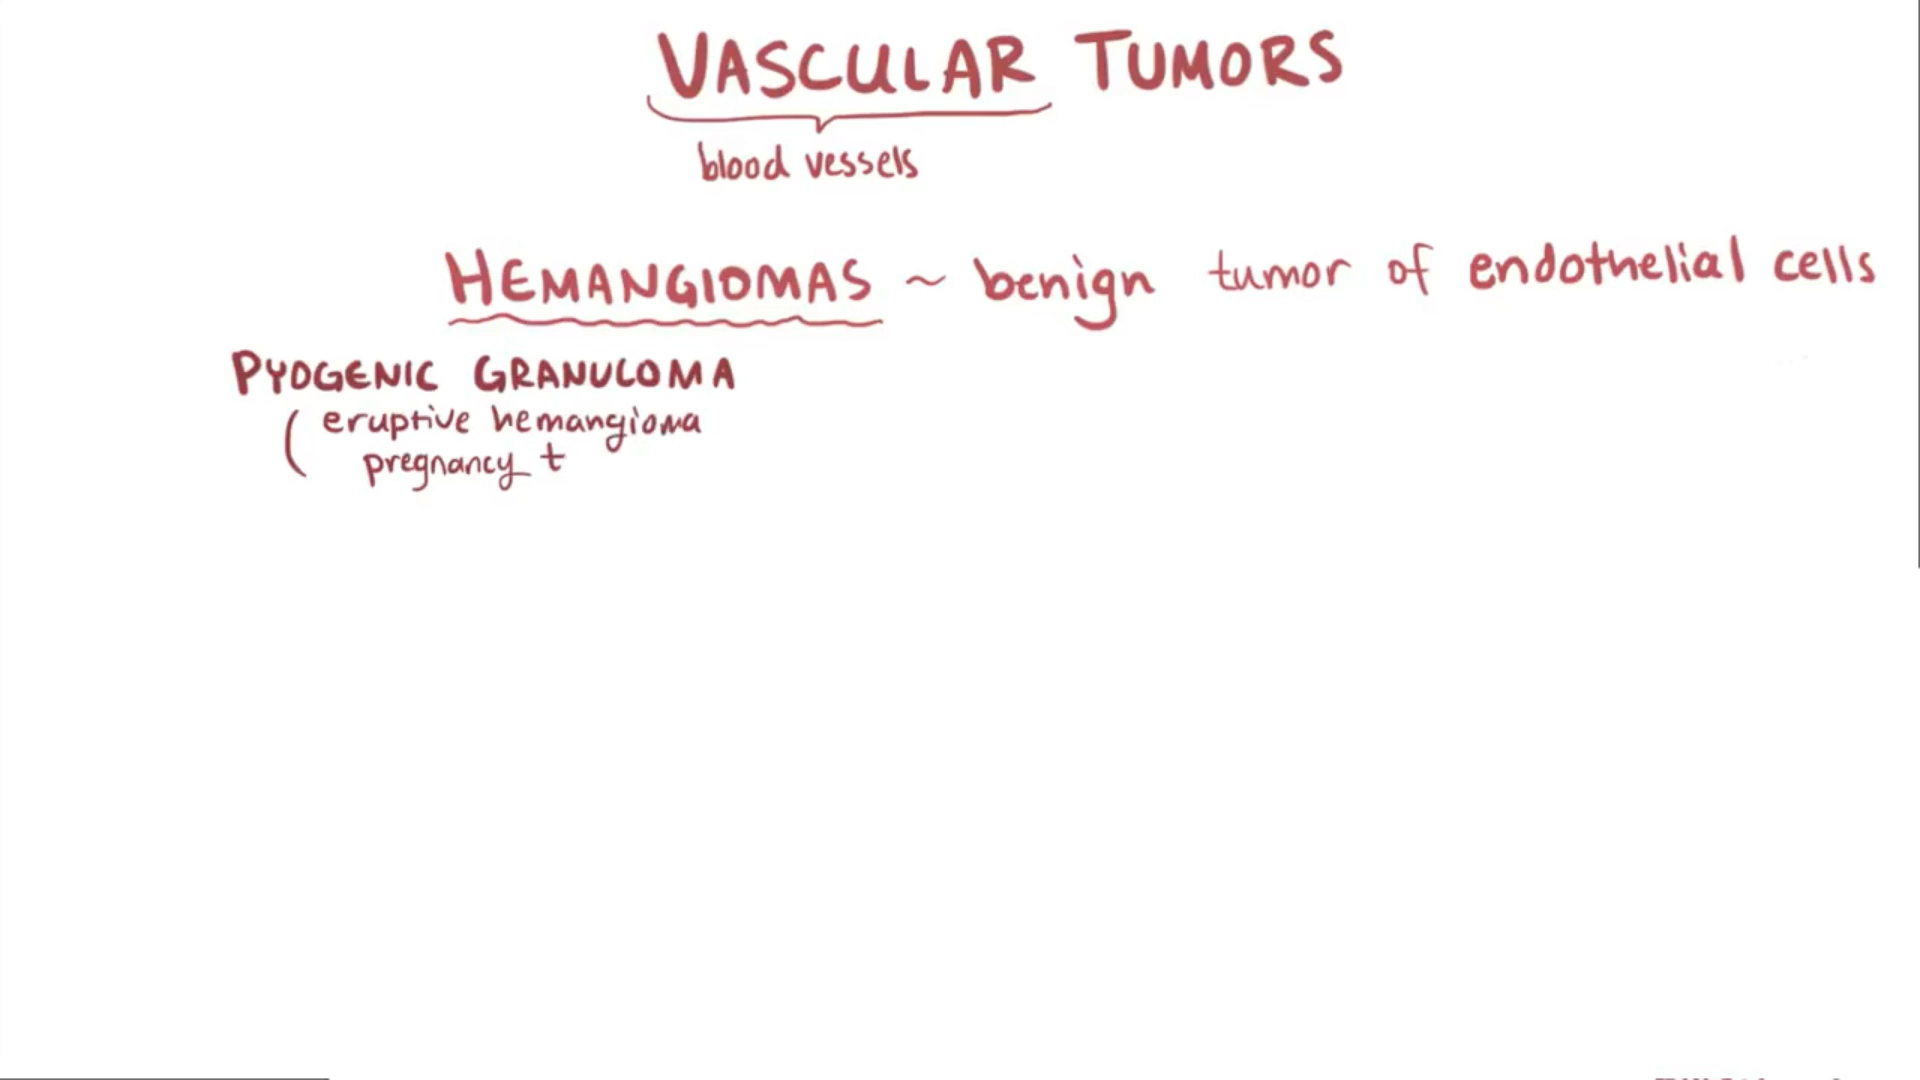 VASCULAR TUMORS
blood vessels
HEMANGIOMAS ~ benign tumor of endothelial cells
PYOGENIC GRANULOMA
( eruptive hemangioma
pregnancy t